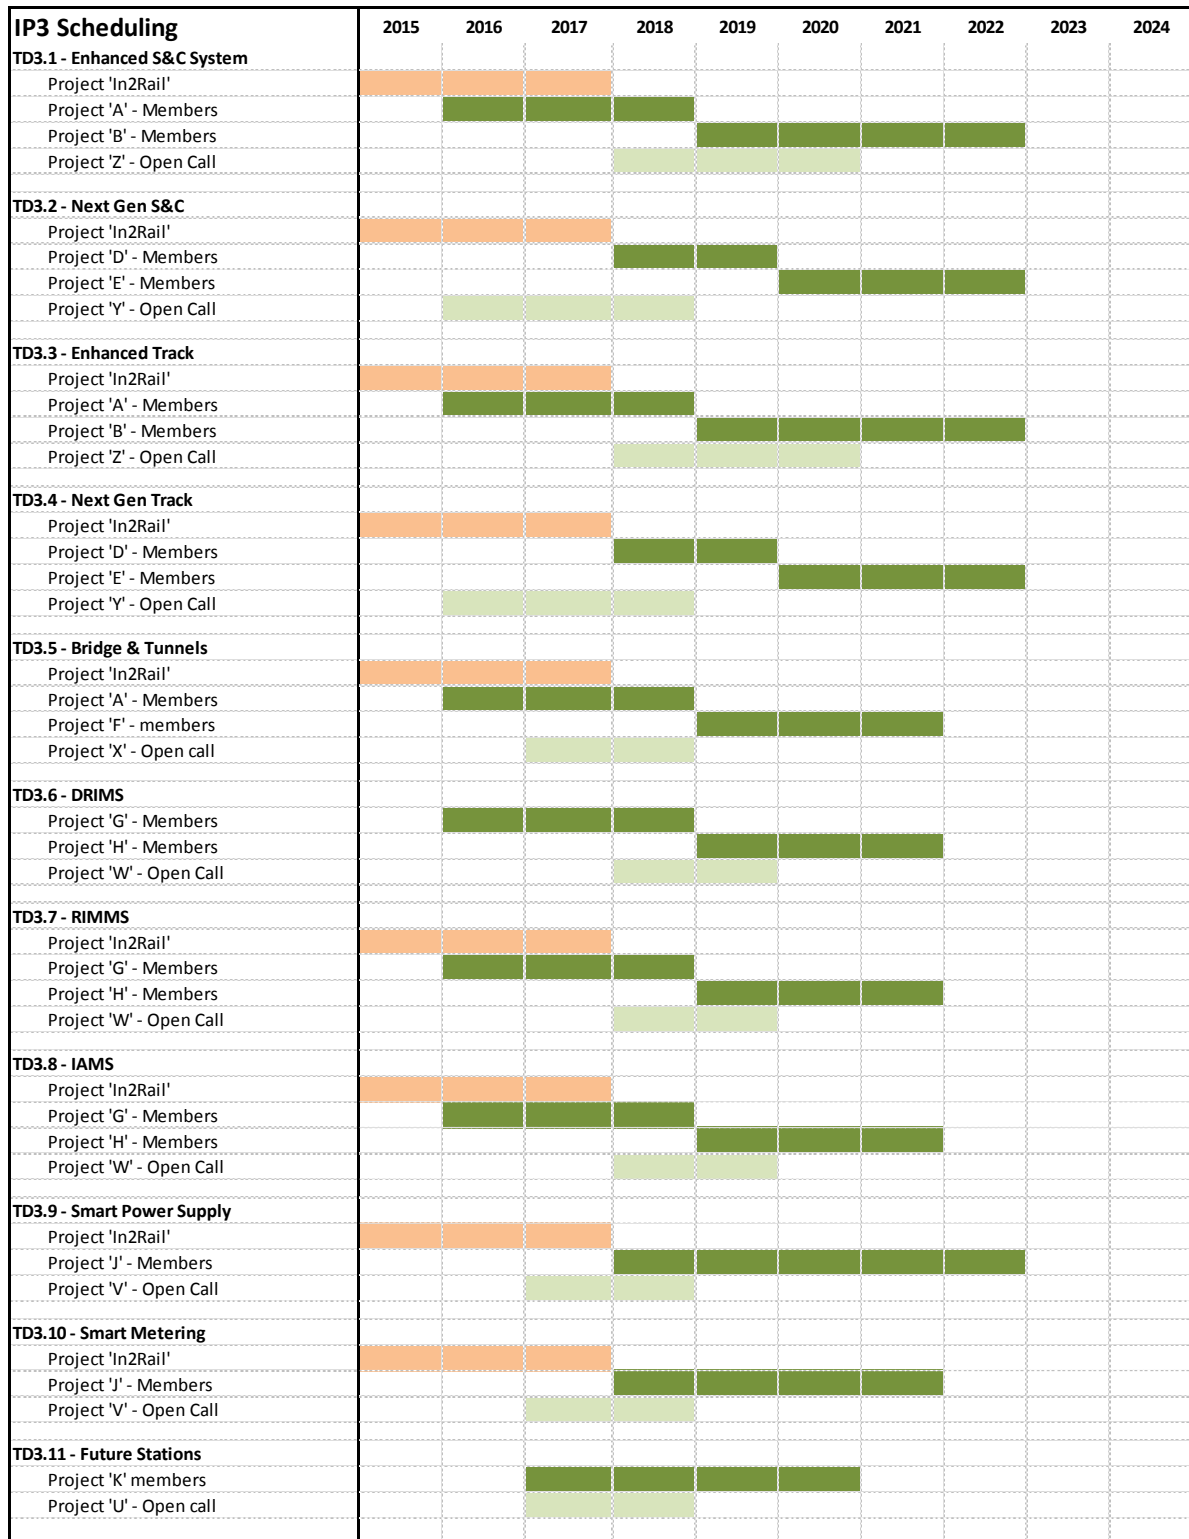 IP3 Scheduling 2015 2016 2017 2018 2019 2020 2021 2022 2023 2024
TD3.1 - Enhanced S&C System
Project 'In2Rail'
Project 'A' - Members
Project 'B' - Members
Project 'Z' - Open Call
TD3.2 - Next Gen S&C
Project 'In2Rail'
Project 'D' - Members
Project 'E' - Members
Project 'Y' - Open Call
TD3.3 - Enhanced Track
Project 'In2Rail'
Project 'A' - Members
Project 'B' - Members
Project 'Z' - Open Call
TD3.4 - Next Gen Track
Project 'In2Rail'
Project 'D' - Members
Project 'E' - Members
Project 'Y' - Open Call
TD3.5 - Bridge & Tunnels
Project 'In2Rail'
Project 'A' - Members
Project 'F' - members
Project 'X' - Open call
TD3.6 - DRIMS
Project 'G' - Members
Project 'H' - Members
Project 'W' - Open Call
TD3.7 - RIMMS
Project 'In2Rail'
Project 'G' - Members
Project 'H' - Members
Project 'W' - Open Call
TD3.8 - IAMS
Project 'In2Rail'
Project 'G' - Members
Project 'H' - Members
Project 'W' - Open Call
TD3.9 - Smart Power Supply
Project 'In2Rail'
Project 'J' - Members
Project 'V' - Open Call
TD3.10 - Smart Metering
Project 'In2Rail'
Project 'J' - Members
Project 'V' - Open Call
TD3.11 - Future Stations
Project 'K' members
Project 'U' - Open call